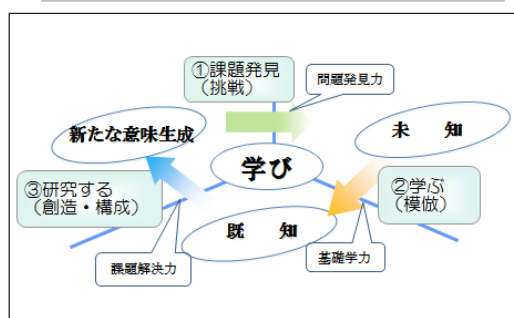 ①課題発見
（挑戦）
問題発見力
新たな意味生成
未　知
学び
③研究する
（創造・構成）
②学ぶ
（模倣）
既　知
課題解決力
基礎学力